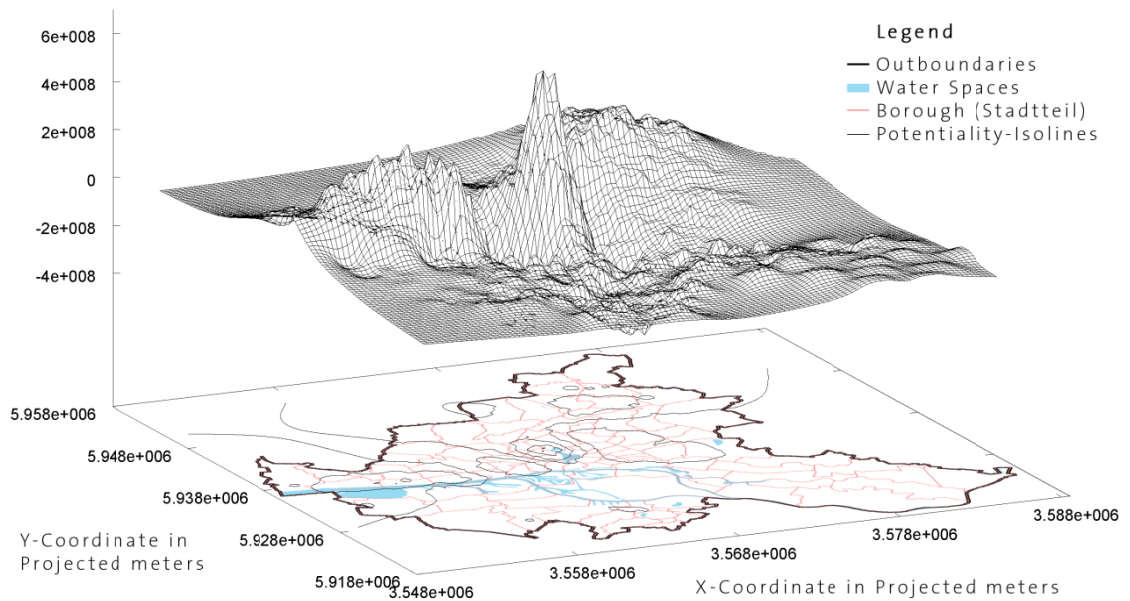 6e+008
4e+008
2e+008
0
-2e+008
-4e+008
Legend
Outboundaries
Water Spaces
Borough (Stadtteil)
Potentiality-Isolines
5.958e+006
5.948e+006
5.938e+006
5.928e+006
5.918e+006
Y-Coordinate in
Projected meters
3.548e+006
3.558e+006
3.568e+006
3.578e+006
3.588e+006
X-Coordinate in Projected meters